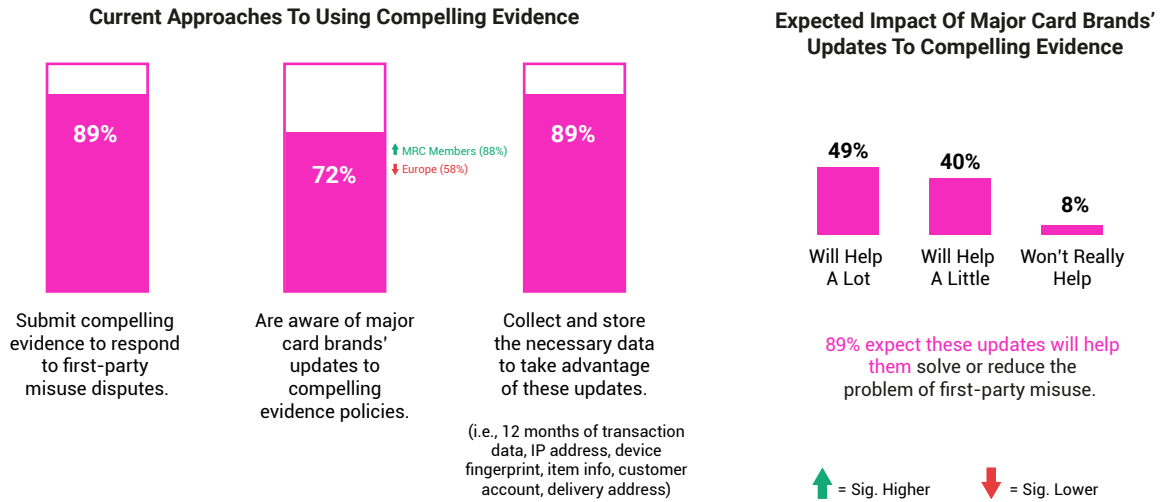 Current Approaches To Using Compelling Evidence
89%
Submit compelling
evidence to respond
to first-party
misuse disputes.
72%
MRC Members (88%)
Europe (58%)
Are aware of major
card brands'
updates to
compelling
evidence policies.
89%
Collect and store
the necessary data
to take advantage
of these updates.
(i.e., 12 months of transaction
data, IP address, device
fingerprint, item info, customer
account, delivery address)
Expected Impact Of Major Card Brands'
Updates To Compelling Evidence
49%
Will Help
A Lot
40%
Will Help
A Little
8%
Won't Really
Help
89% expect these updates will help
them solve or reduce the
problem of first-party misuse.
= Sig. Higher
= Sig. Lower